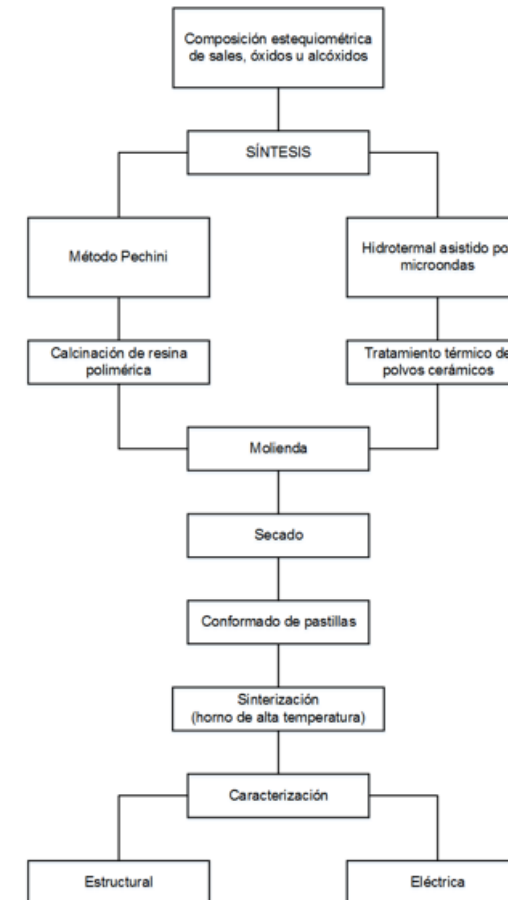 Composición estequiométrica
de sales, óxidos u alcóxidos
SÍNTESIS
Método Pechini
Hidrotermal asistido po
microondas
Calcinación de resina
polimérica
Tratamiento térmico de
polvos cerámicos
Molienda
Secado
Conformado de pastillas
Sinterización
(horno de alta temperatura)
Caracterización
Estructural
Eléctrica